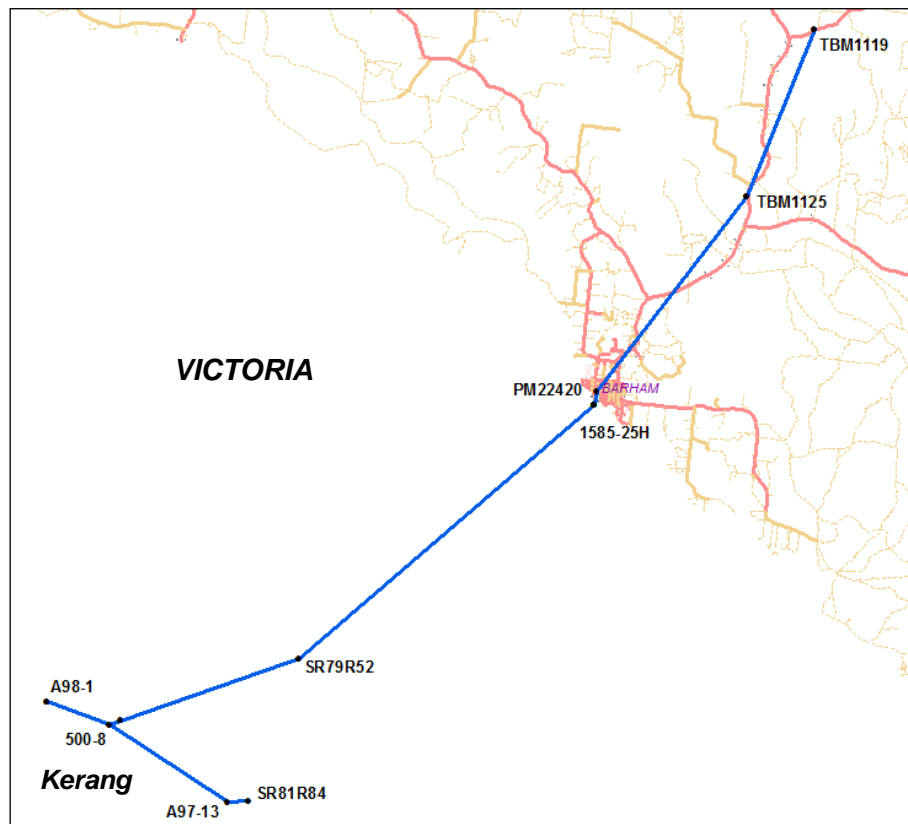 TBM1119
TBM1125
VICTORIA
PM22420
BARHAM
1585-25H
SR79R52
A98-1
500-8
Kerang
SR81R84
A97-13